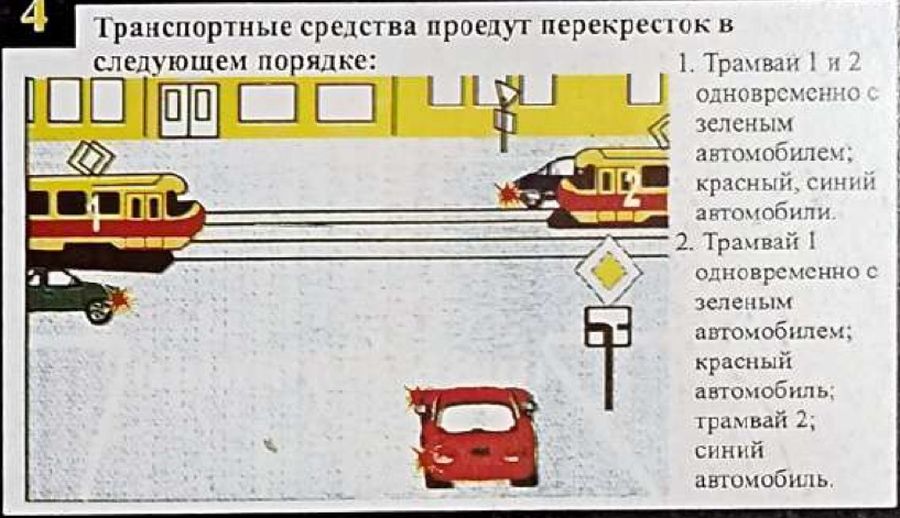 4
Транспортные средства проедут перекресток в
следующем порядке:
1. Трамвай 1 и 2
одновременно с
зеленым
автомобилем;
красный, синий
автомобили.
2. Трамвай 1
одновременно с
зеленым
автомобилем;
красный
автомобиль;
трамвай 2;
синий
автомобиль.
1
2